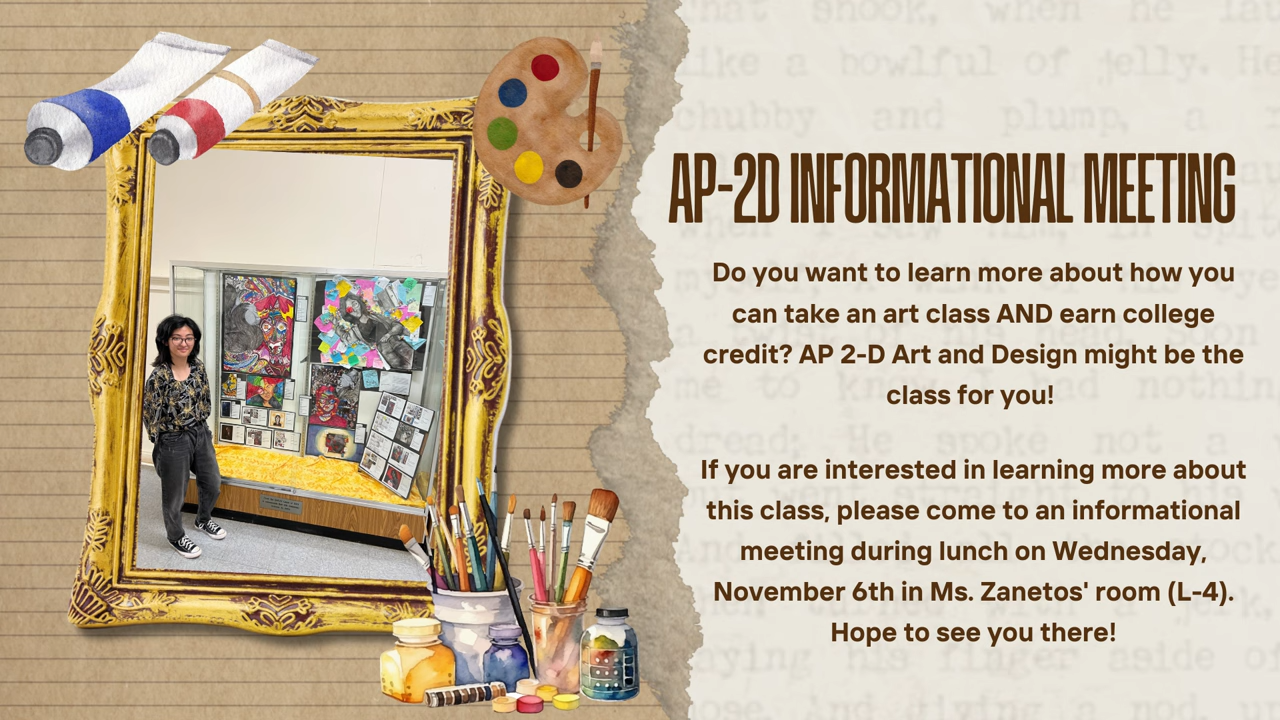 AP-2D INFORMATIONAL MEETING
Do you want to learn more about how you
can take an art class AND earn college
credit? AP 2-D Art and Design might be the
class for you!
If you are interested in learning more about
this class, please come to an informational
meeting during lunch on Wednesday,
November 6th in Ms. Zanetos' room (L-4).
Hope to see you there!